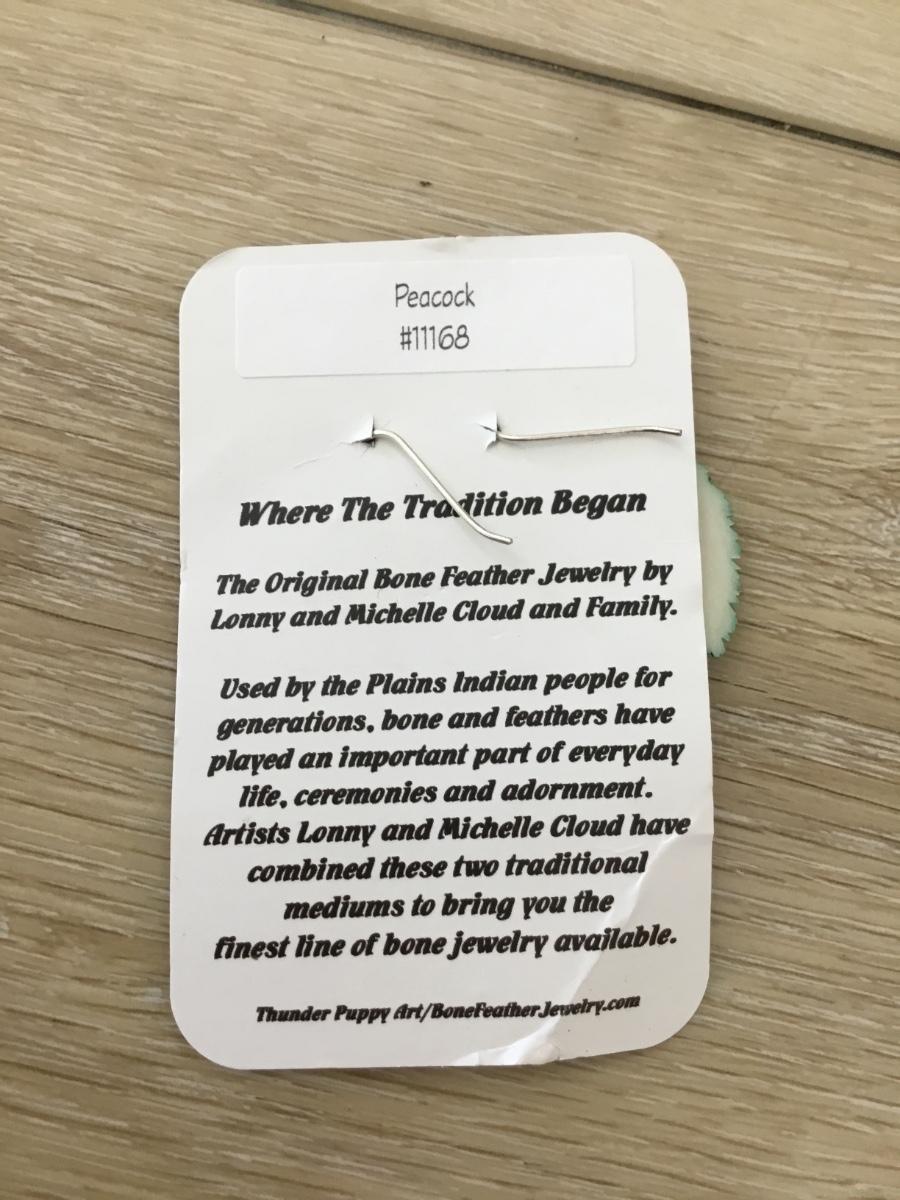 Peacock
#11168
Where The Tradition Began
The Original Bone Feather Jewelry by
Lonny and Michelle Cloud and Family.
Used by the Plains Indian people for
generations, bone and feathers have
played an important part of everyday
life, ceremonies and adornment.
Artists Lonny and Michelle Cloud have
combined these two traditional
mediums to bring you the
finest line of bone jewelry available.
Thunder Puppy Art/BoneFeatherJewelry.com